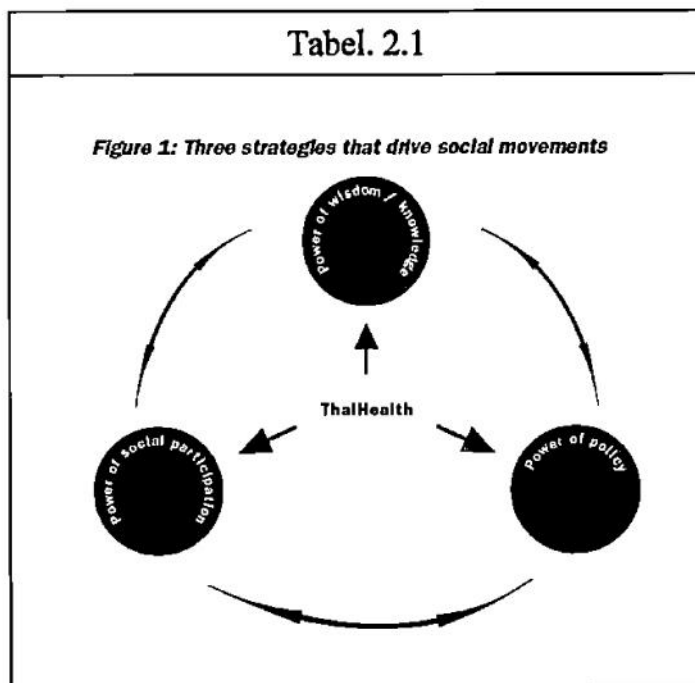 Tabel. 2.1
Figure 1: Three strategies that drive social movements
Power of wisdom / knowledge
ThaiHealth
Power of social participation
Power of policy